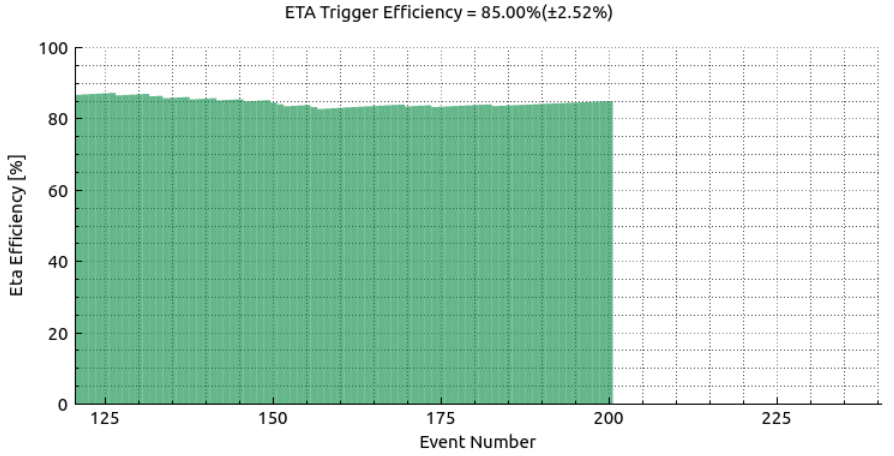 ETA Trigger Efficiency = 85.00%(±2.52%)
100
80
60
40
20
0
Eta Efficiency [%]
125 150 175 200 225
Event Number